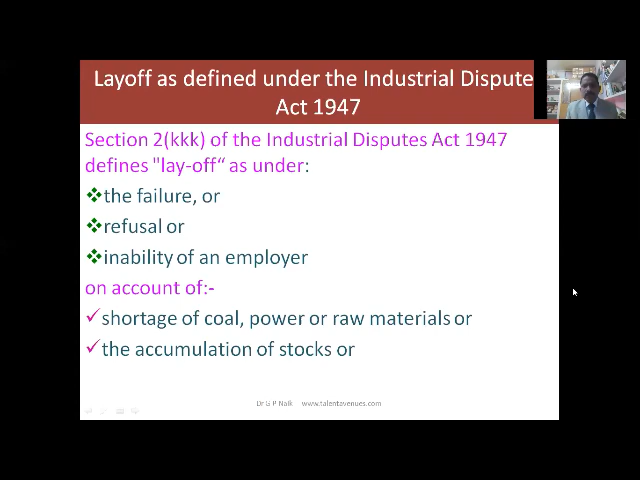 Layoff as defined under the Industrial Dispute
Act 1947
Section 2(kkk) of the Industrial Disputes Act 1947
defines "lay-off“ as under:
the failure, or
refusal or
inability of an employer
on account of:-
shortage of coal, power or raw materials or
the accumulation of stocks or
Dr G P Naik www.talentavenues.com